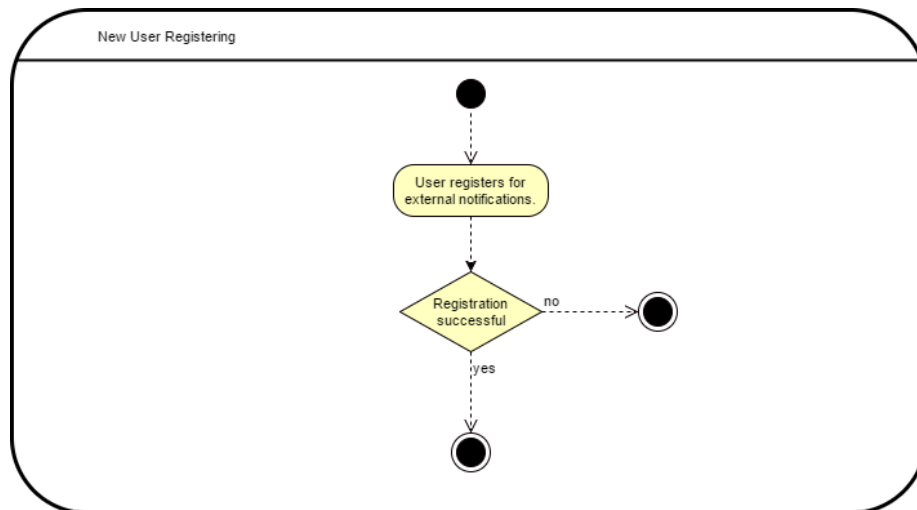 New User Registering
User registers for
external notifications.
Registration
successful
no
yes